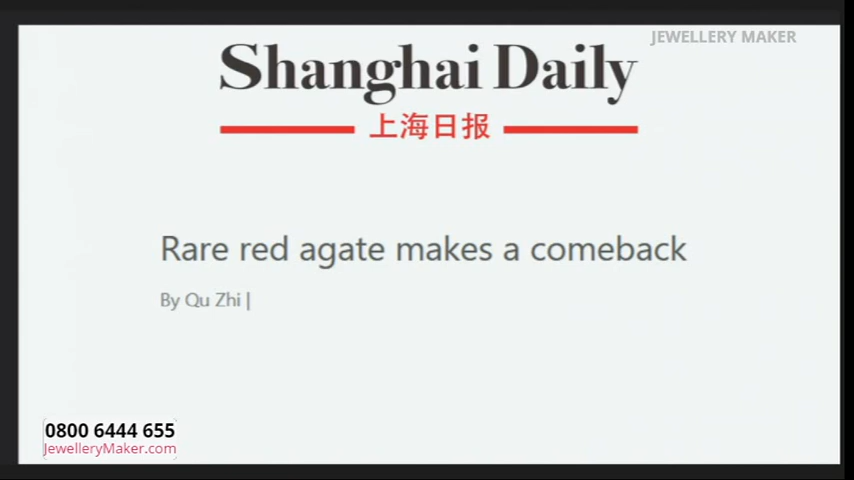 JEWELLERY MAKER
Shanghai Daily
上海日报
Rare red agate makes a comeback
By Qu Zhi |
0800 6444 655
JewelleryMaker.com